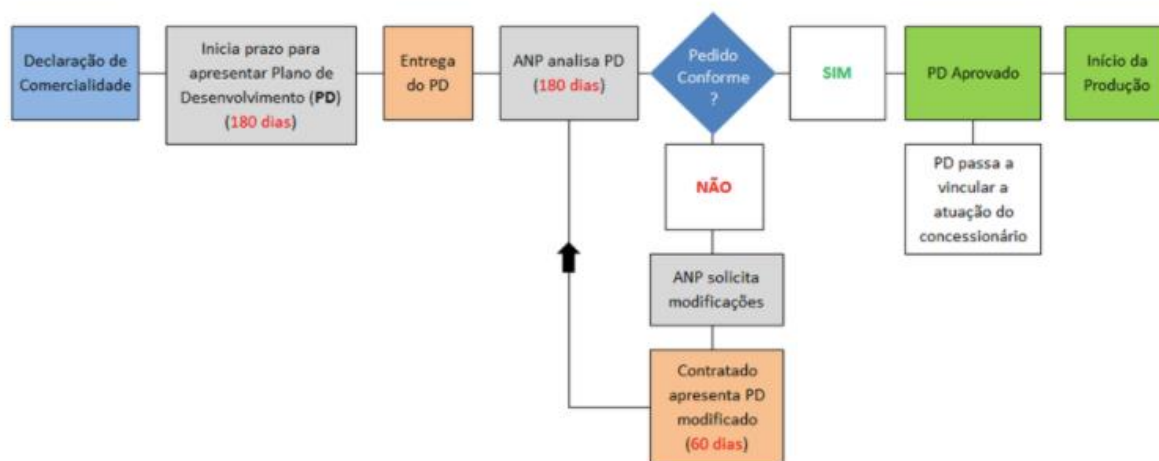 Declaração de
Comercialidade
Inicia prazo para
apresentar Plano de
Desenvolvimento (PD)
(180 dias)
Entrega
do PD
ANP analisa PD
(180 dias)
Pedido
Conforme
?
SIM
PD Aprovado
Início da
Produção
NÃO
PD passa a
vincular a
atuação do
concessionário
ANP solicita
modificações
Contratado
apresenta PD
modificado
(60 dias)